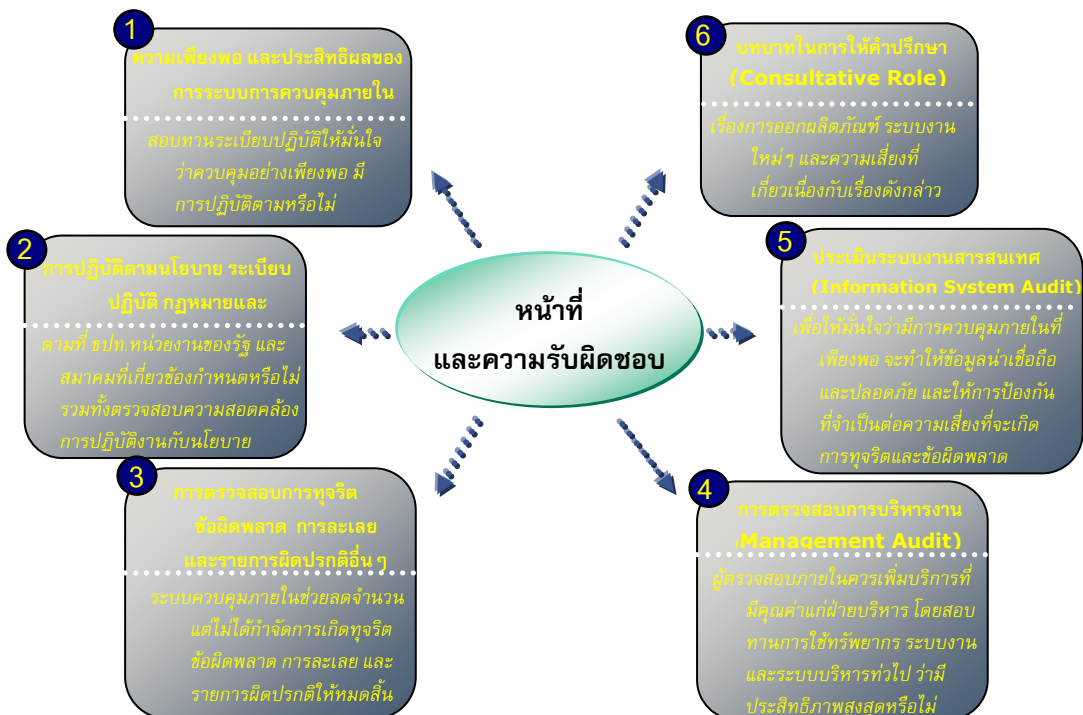 1
ความเพียงพอ และประสิทธิผลของ
การระบบการควบคุมภายใน
สอบทานระเบียบปฏิบัติให้มั่นใจ
ว่าควบคุมอย่างเพียงพอ มี
การปฏิบัติตามหรือไม่
2
การปฏิบัติตามนโยบาย ระเบียบ
ปฏิบัติ กฎหมายและ
ตามที่ ธปท.หน่วยงานของรัฐ และ
สมาคมที่เกี่ยวข้องกำหนดหรือไม่
รวมทั้งตรวจสอบความสอดคล้อง
การปฏิบัติงานกับนโยบาย
3
การตรวจสอบการทุจริต
ข้อผิดพลาด การละเลย
และรายการผิดปรกติอื่นๆ
ระบบควบคุมภายในช่วยลดจำนวน
แต่ไม่ได้กำจัดการเกิดทุจริต
ข้อผิดพลาด การละเลย และ
รายการผิดปรกติให้หมดสิ้น
หน้าที่
และความรับผิดชอบ
4
การตรวจสอบการบริหารงาน
(Management Audit)
ผู้ตรวจสอบภายในควรเพิ่มบริการที่
มีคุณค่าแก่ฝ่ายบริหาร โดยสอบ
ทานการใช้ทรัพยากร ระบบงาน
และระบบบริหารทั่วไป ว่ามี
ประสิทธิภาพสูงสุดหรือไม่
5
ประเมินระบบงานสารสนเทศ
(Information System Audit)
เพื่อให้มั่นใจว่ามีการควบคุมภายในที่
เพียงพอ จะทำให้ข้อมูลน่าเชื่อถือ
และปลอดภัย และให้การป้องกัน
ที่จำเป็นต่อความเสี่ยงที่จะเกิด
การทุจริตและข้อผิดพลาด
6
บทบาทในการให้คำปรึกษา
(Consultative Role)
เรื่องการออกผลิตภัณฑ์ ระบบงาน
ใหม่ๆ และความเสี่ยงที่
เกี่ยวเนื่องกับเรื่องดังกล่าว